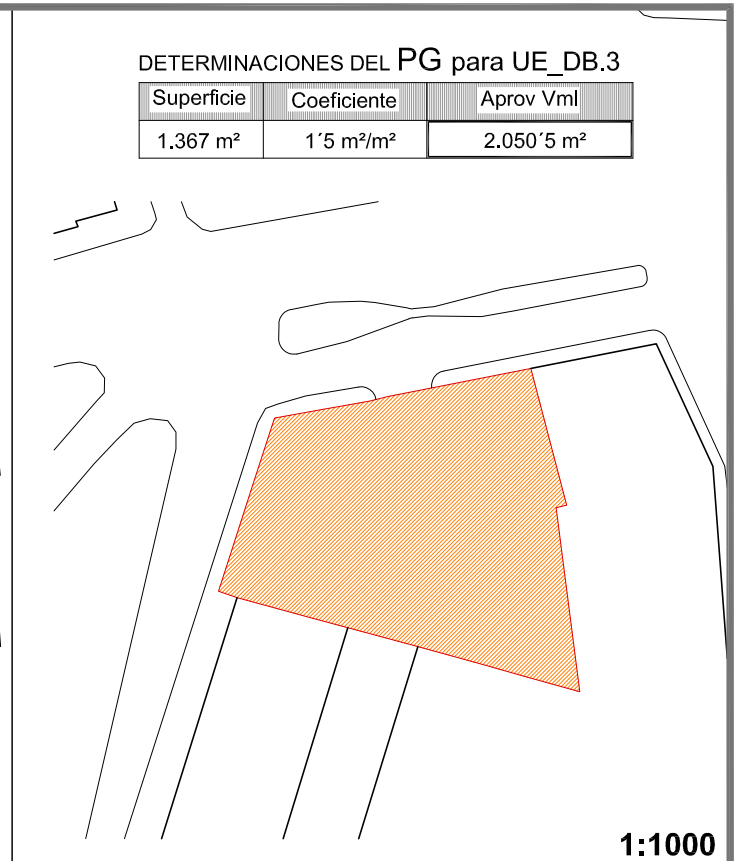 DETERMINACIONES DEL PG para UE_DB.3
Superficie Coeficiente Aprov Vml
1.367 m² 1´5 m²/m² 2.050´5 m²
1:1000